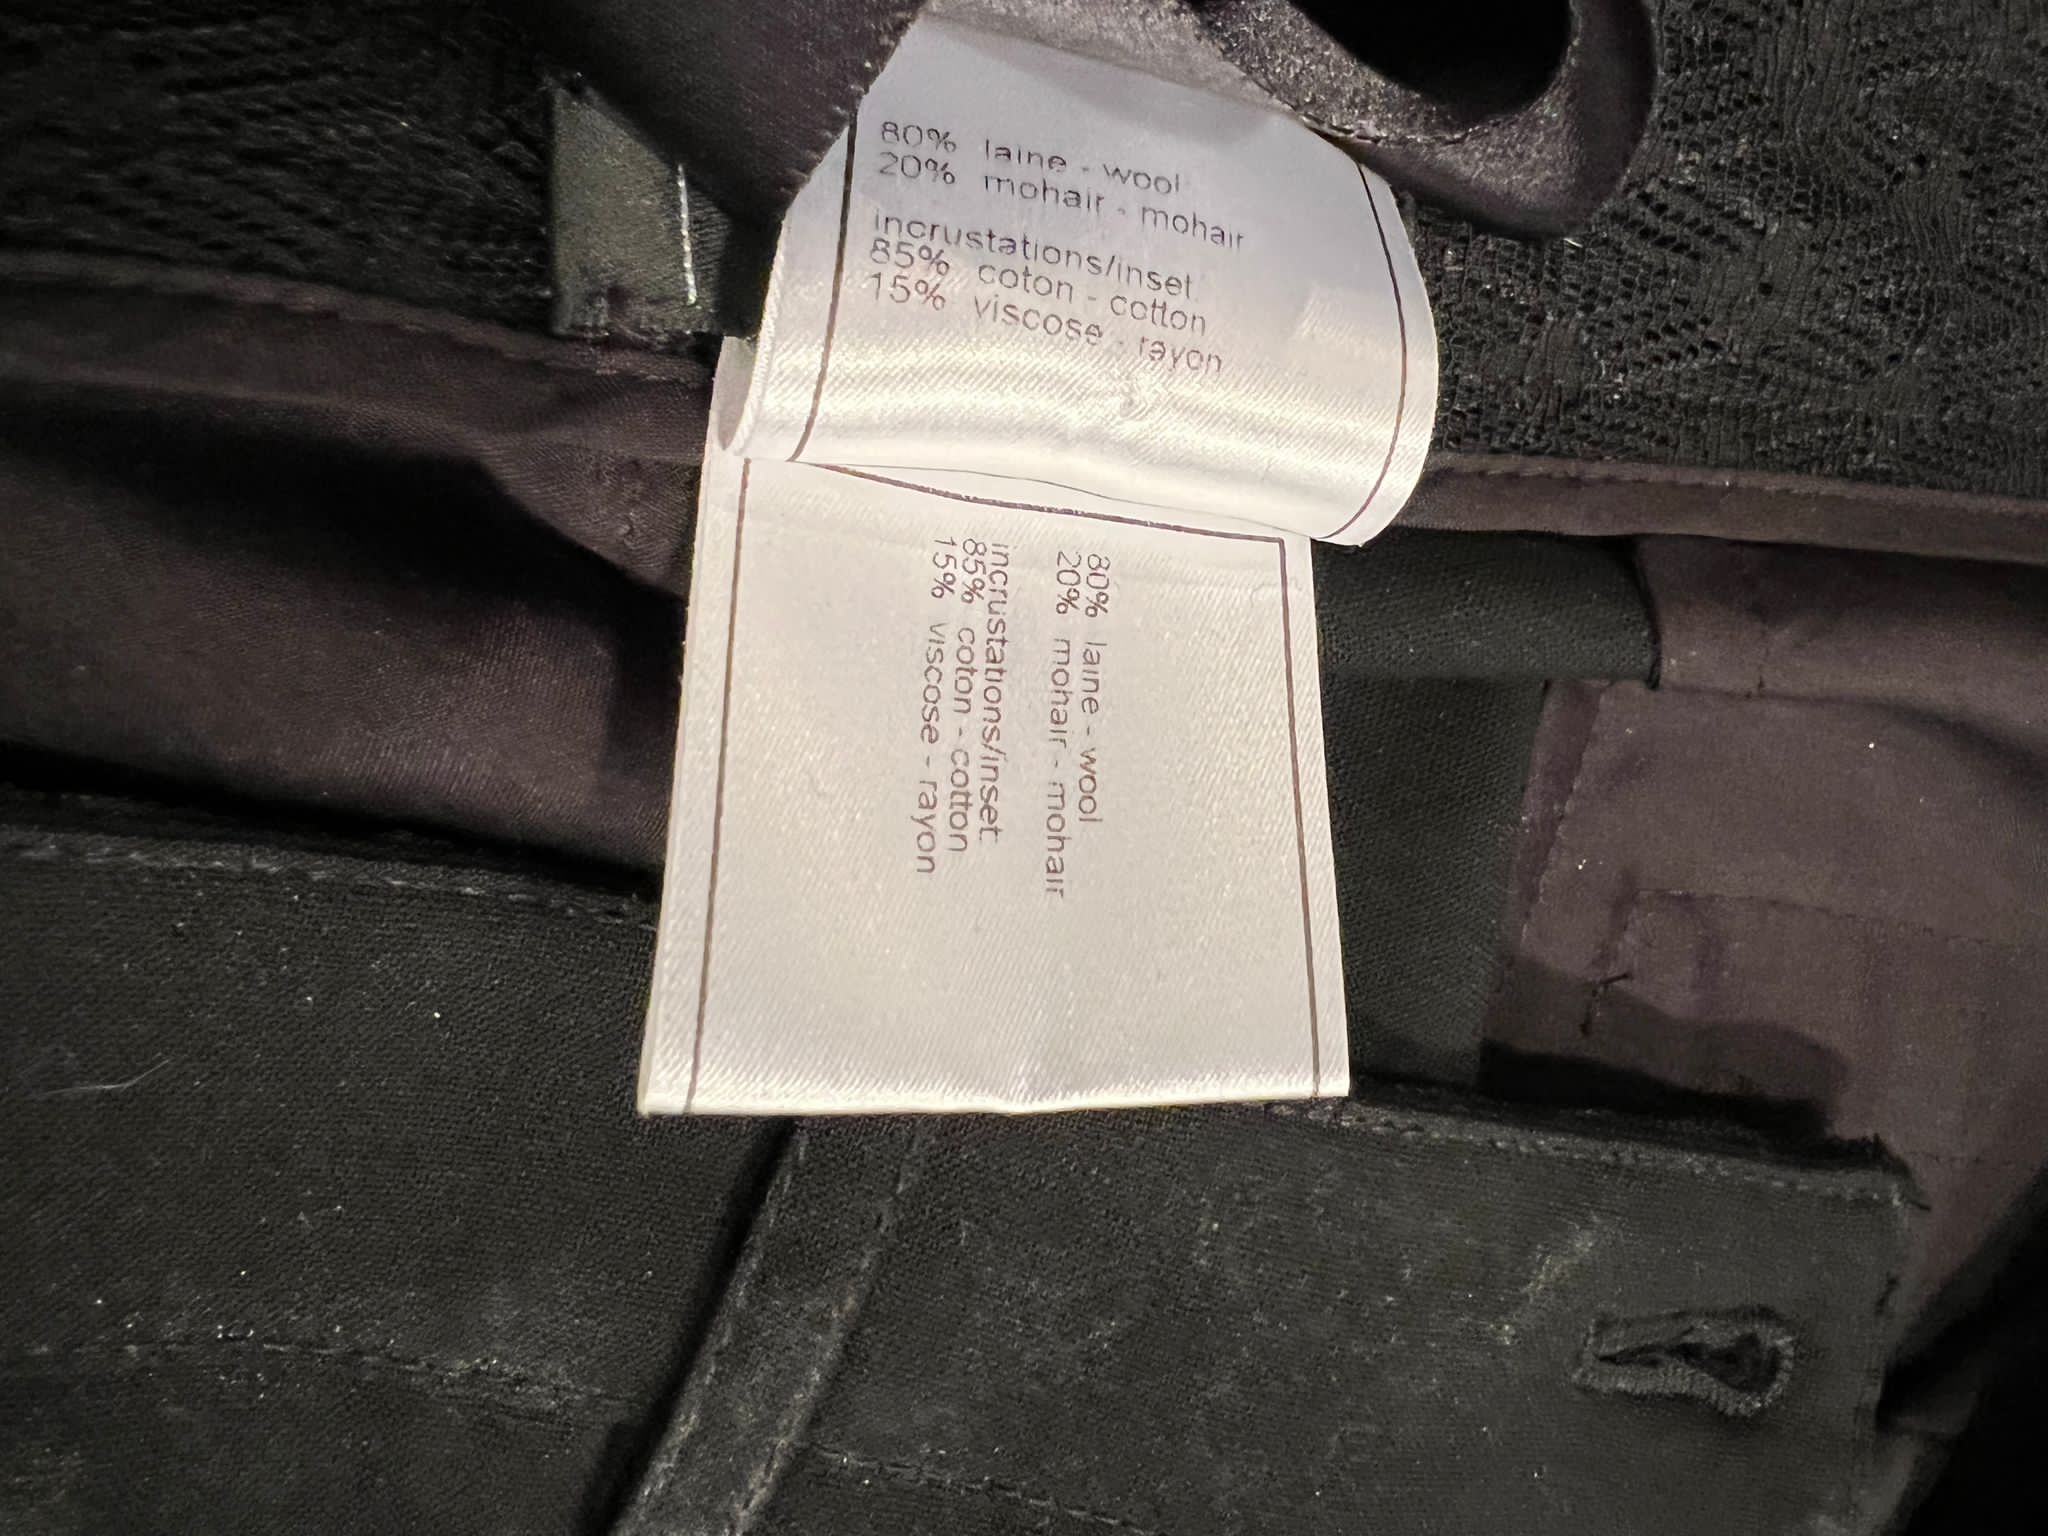 80% laine - wool
20% mohair - mohair
incrustations/inset
85% coton - cotton
15% viscose - rayon
80% laine - wool
20% mohair - mohair
incrustations/inset
85% coton - cotton
15% viscose - rayon